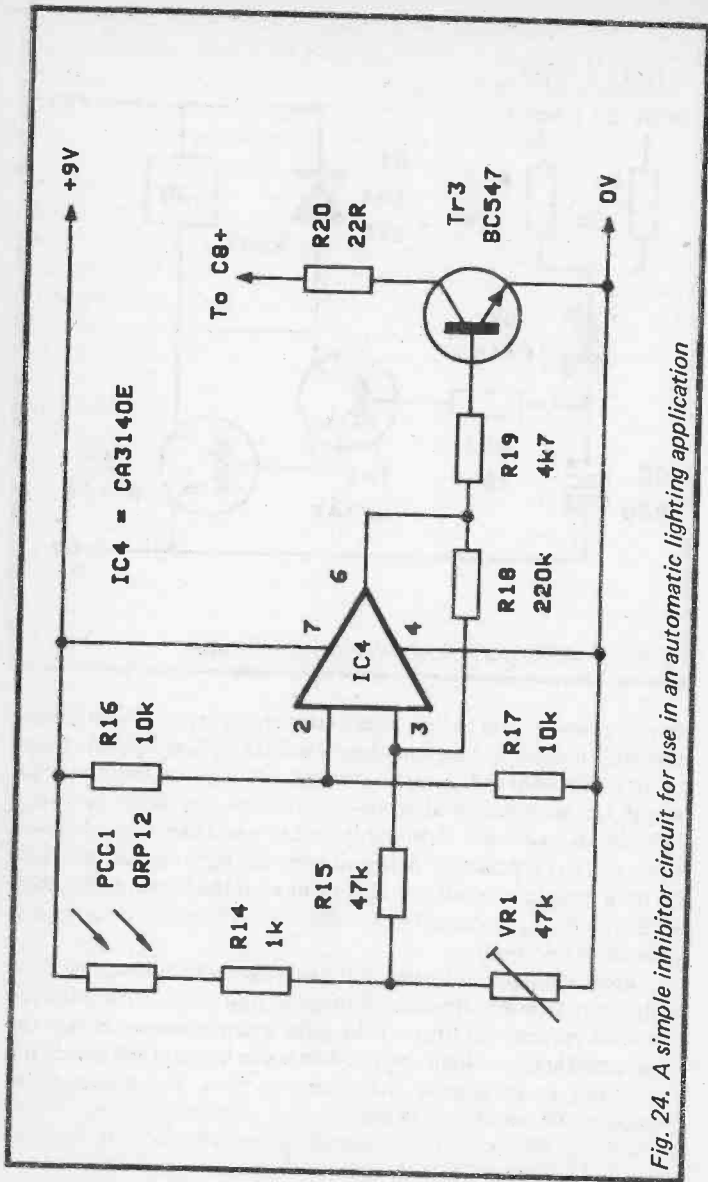 +9V
IC4 = CA3140E
To C8+
R20
22R
Tr3
BC547
0V
R19
4k7
R18
220k
6
7
4
IC4
2
3
R16
10k
R17
10k
PCC1
ORP12
R14
1k
R15
47k
VR1
47k
Fig. 24. A simple inhibitor circuit for use in an automatic lighting application